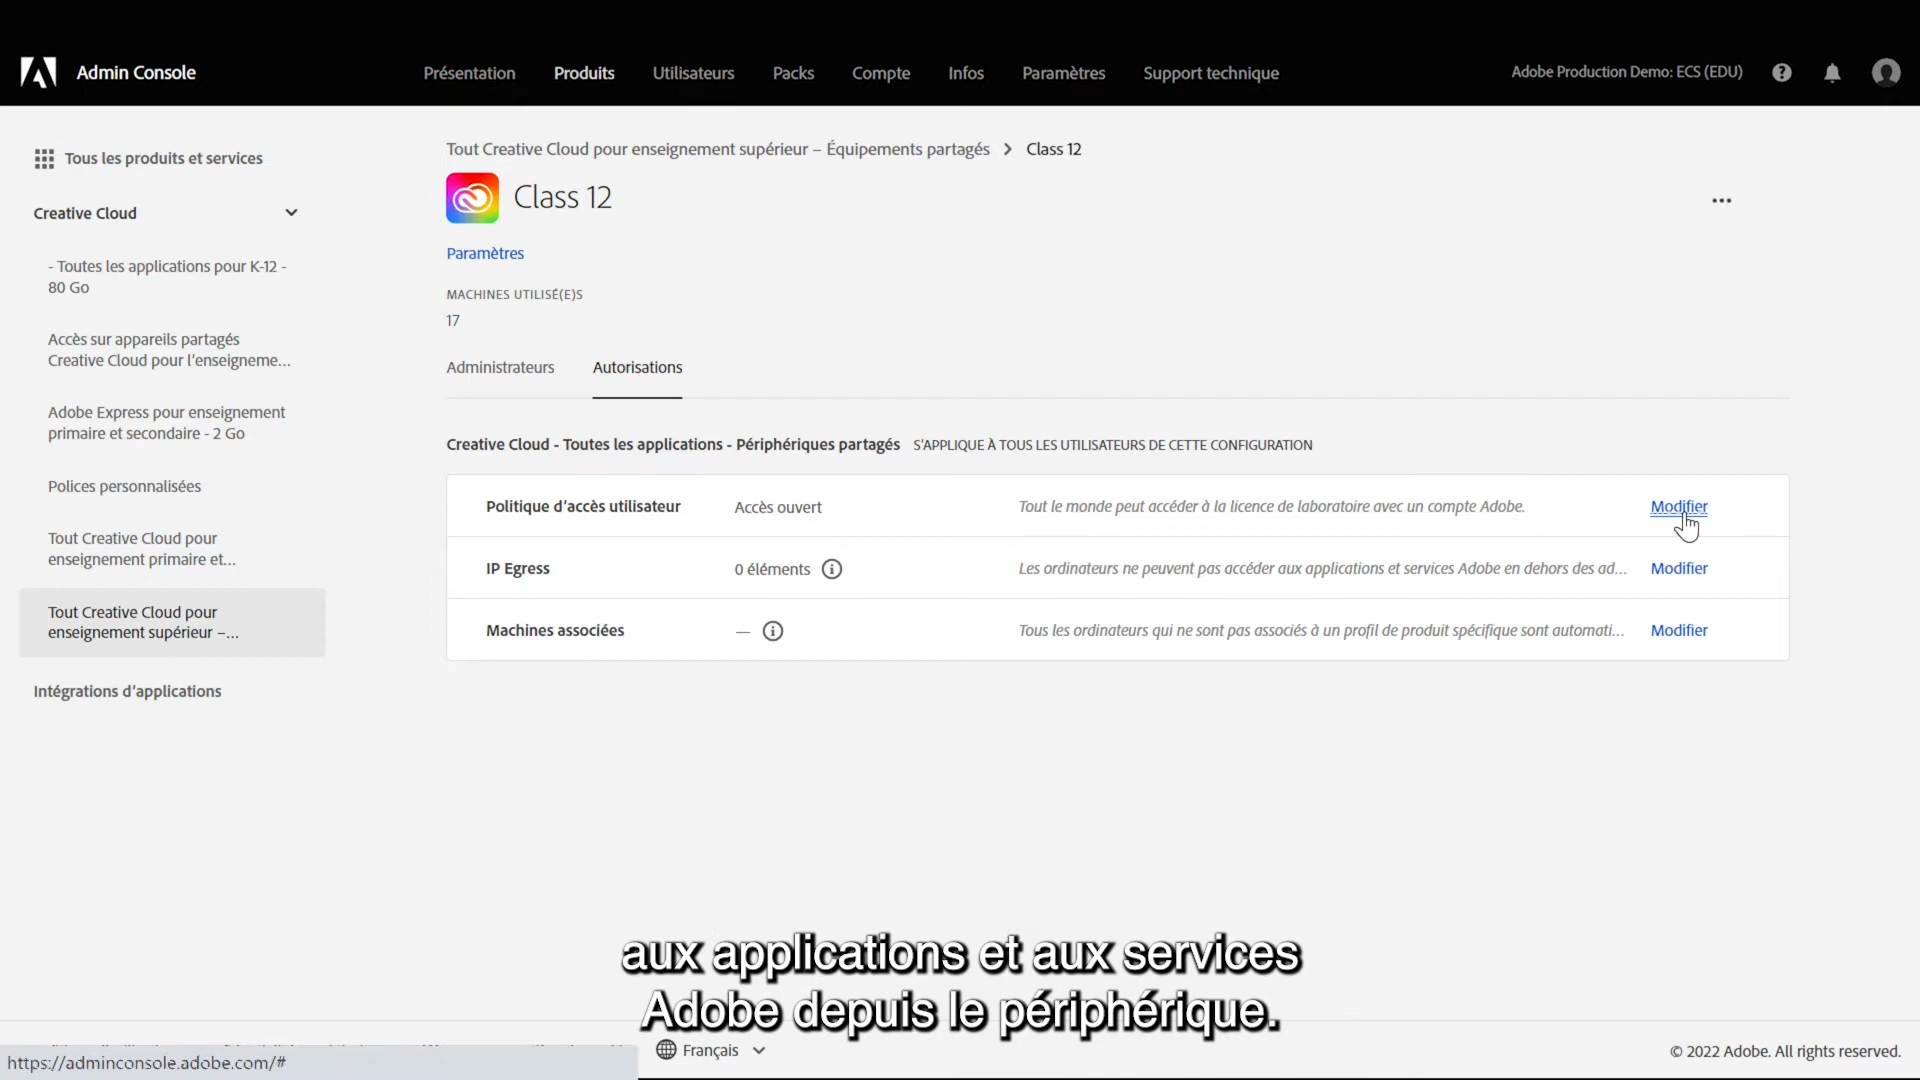 Admin Console
Présentation
Produits
Utilisateurs
Packs
Compte
Infos
Paramètres
Support technique
Adobe Production Demo: ECS (EDU)
Tous les produits et services
Creative Cloud
- Toutes les applications pour K-12 -
80 Go
Accès sur appareils partagés
Creative Cloud pour l'enseigneme...
Adobe Express pour enseignement
primaire et secondaire - 2 Go
Polices personnalisées
Tout Creative Cloud pour
enseignement primaire et...
Tout Creative Cloud pour
enseignement supérieur –...
Intégrations d'applications
Tout Creative Cloud pour enseignement supérieur – Équipements partagés > Class 12
Class 12
Paramètres
MACHINES UTILISÉ(E)S
17
Administrateurs
Autorisations
Creative Cloud - Toutes les applications - Périphériques partagés S'APPLIQUE À TOUS LES UTILISATEURS DE CETTE CONFIGURATION
Politique d'accès utilisateur Accès ouvert Tout le monde peut accéder à la licence de laboratoire avec un compte Adobe. Modifier
IP Egress 0 éléments Les ordinateurs ne peuvent pas accéder aux applications et services Adobe en dehors des ad... Modifier
Machines associées — Tous les ordinateurs qui ne sont pas associés à un profil de produit spécifique sont automati... Modifier
aux applications et aux services
Adobe depuis le périphérique.
Français
© 2022 Adobe. All rights reserved.
https://adminconsole.adobe.com/#